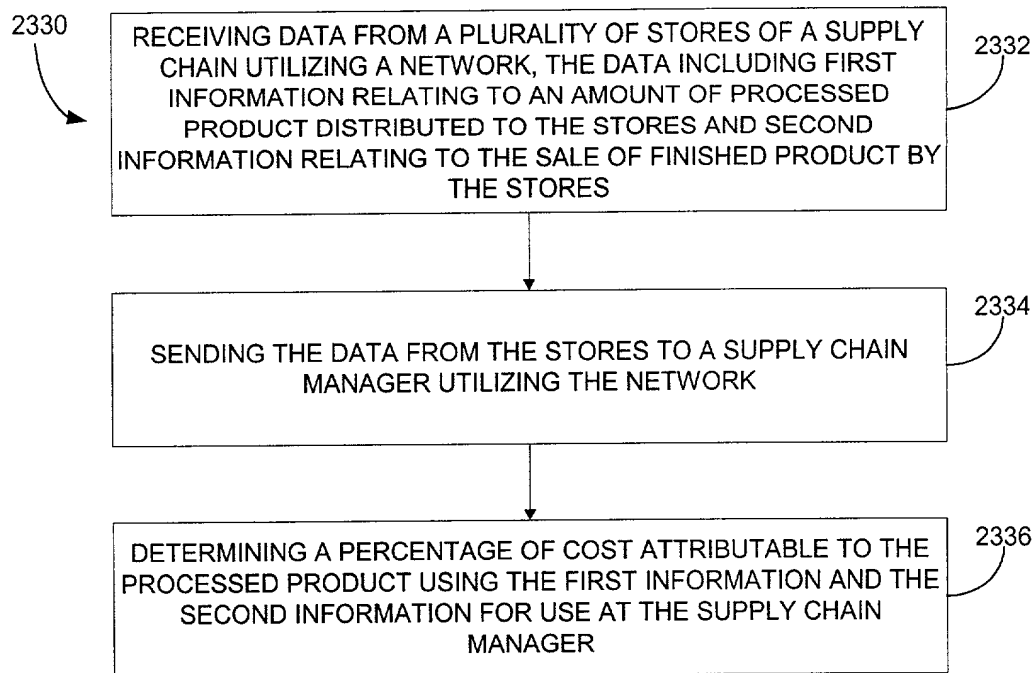 2330
RECEIVING DATA FROM A PLURALITY OF STORES OF A SUPPLY
CHAIN UTILIZING A NETWORK, THE DATA INCLUDING FIRST
INFORMATION RELATING TO AN AMOUNT OF PROCESSED
PRODUCT DISTRIBUTED TO THE STORES AND SECOND
INFORMATION RELATING TO THE SALE OF FINISHED PRODUCT BY
THE STORES
2332
SENDING THE DATA FROM THE STORES TO A SUPPLY CHAIN
MANAGER UTILIZING THE NETWORK
2334
DETERMINING A PERCENTAGE OF COST ATTRIBUTABLE TO THE
PROCESSED PRODUCT USING THE FIRST INFORMATION AND THE
SECOND INFORMATION FOR USE AT THE SUPPLY CHAIN
MANAGER
2336